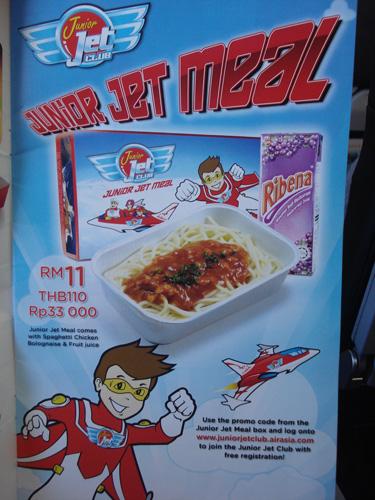 Junior
Jet
CLUB
JUNIOR JET MEAL
Junior
Jet
CLUB
JUNIOR JET MEAL
Ribena
RM11
THB110
Rp33 000
Junior Jet Meal comes
with Spaghetti Chicken
Bolognaise & Fruit juice
Use the promo code from the
Junior Jet Meal box and log onto
www.juniorjetclub.airasia.com
to join the Junior Jet Club with
free registration!